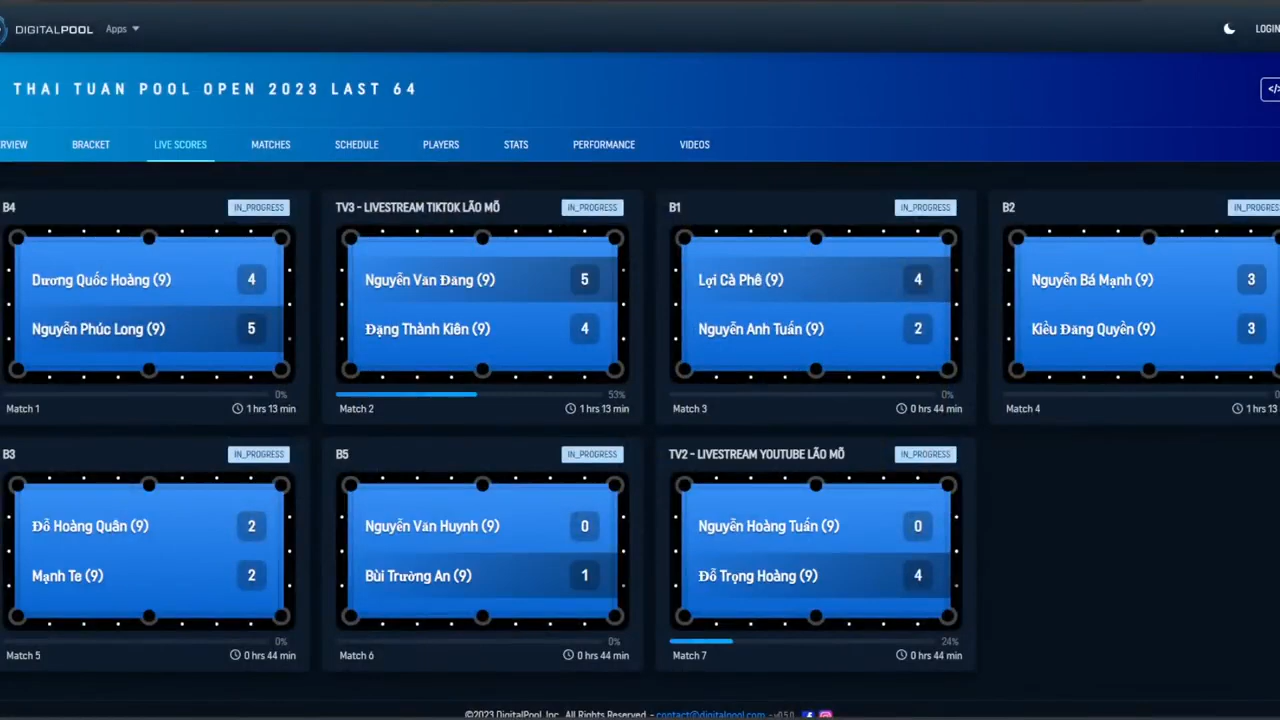 DIGITALPOOL Apps
LOGIN
THAI TUAN POOL OPEN 2023 LAST 64
</>
RVIEW BRACKET LIVE SCORES MATCHES SCHEDULE PLAYERS STATS PERFORMANCE VIDEOS
B4 IN_PROGRESS
Dương Quốc Hoàng (9) 4
Nguyễn Phúc Long (9) 5
0%
Match 1 1 hrs 13 min
TV3 - LIVESTREAM TIKTOK LÃO MÕ IN_PROGRESS
Nguyễn Văn Đăng (9) 5
Đặng Thành Kiên (9) 4
53%
Match 2 1 hrs 13 min
B1 IN_PROGRESS
Lợi Cà Phê (9) 4
Nguyễn Anh Tuấn (9) 2
0%
Match 3 0 hrs 44 min
B2 IN_PROGRESS
Nguyễn Bá Mạnh (9) 3
Kiều Đăng Quyền (9) 3
Match 4 1 hrs 13
B3 IN_PROGRESS
Đỗ Hoàng Quân (9) 2
Mạnh Te (9) 2
0%
Match 5 0 hrs 44 min
B5 IN_PROGRESS
Nguyễn Văn Huynh (9) 0
Bùi Trường An (9) 1
0%
Match 6 0 hrs 44 min
TV2 - LIVESTREAM YOUTUBE LÃO MÕ IN_PROGRESS
Nguyễn Hoàng Tuấn (9) 0
Đỗ Trọng Hoàng (9) 4
24%
Match 7 0 hrs 44 min
©2023 DigitalPool, Inc. All Rights Reserved. - contact@digitalpool.com - v0.5.0